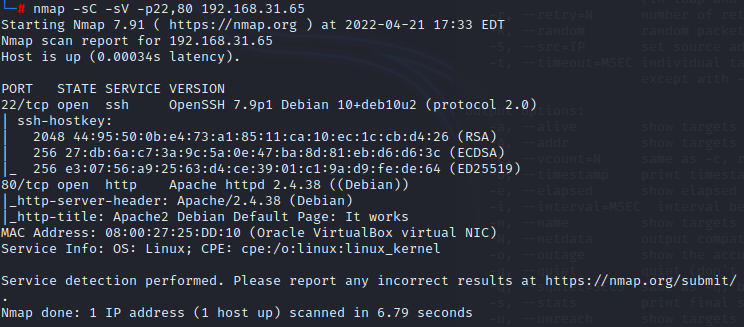 # nmap -sC -sV -p22,80 192.168.31.65
Starting Nmap 7.91 ( https://nmap.org ) at 2022-04-21 17:33 EDT
Nmap scan report for 192.168.31.65
Host is up (0.00034s latency).
PORT   STATE SERVICE VERSION
22/tcp open  ssh     OpenSSH 7.9p1 Debian 10+deb10u2 (protocol 2.0)
| ssh-hostkey:
|   2048 44:95:50:0b:e4:73:a1:85:11:ca:10:ec:1c:cb:d4:26 (RSA)
|   256 27:db:6a:c7:3a:9c:5a:0e:47:ba:8d:81:eb:d6:d6:3c (ECDSA)
|_  256 e3:07:56:a9:25:63:d4:ce:39:01:c1:9a:d9:fe:de:64 (ED25519)
80/tcp open  http    Apache httpd 2.4.38 ((Debian))
|_http-server-header: Apache/2.4.38 (Debian)
|_http-title: Apache2 Debian Default Page: It works
MAC Address: 08:00:27:25:DD:10 (Oracle VirtualBox virtual NIC)
Service Info: OS: Linux; CPE: cpe:/o:linux:linux_kernel
Service detection performed. Please report any incorrect results at https://nmap.org/submit/
.
Nmap done: 1 IP address (1 host up) scanned in 6.79 seconds